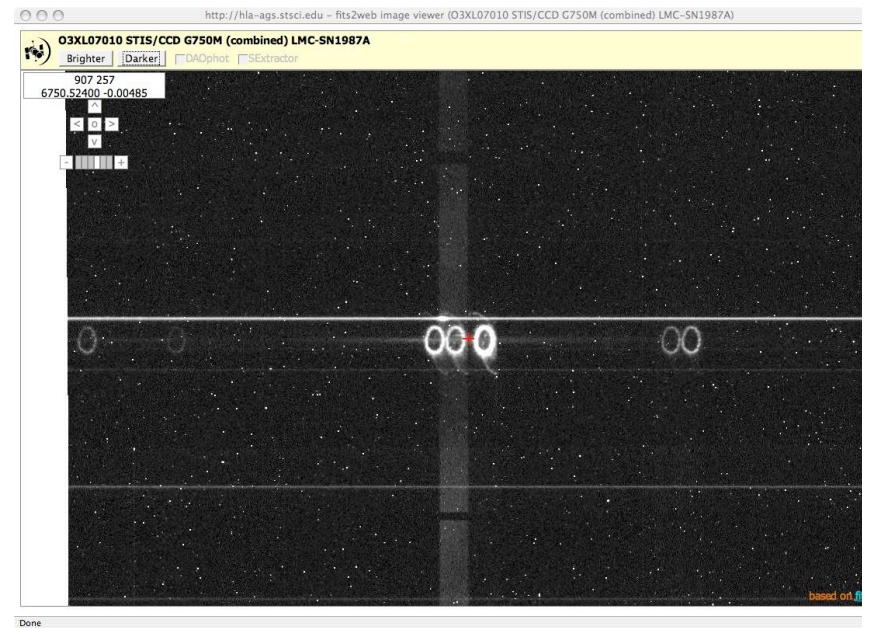 http://hla-ags.stsci.edu – fits2web image viewer (O3XL07010 STIS/CCD G750M (combined) LMC-SN1987A)
O3XL07010 STIS/CCD G750M (combined) LMC-SN1987A
Brighter Darker DAOphot SExtractor
907 257
6750.52400 -0.00485
^
< o >
v
- +
based on fi
Done